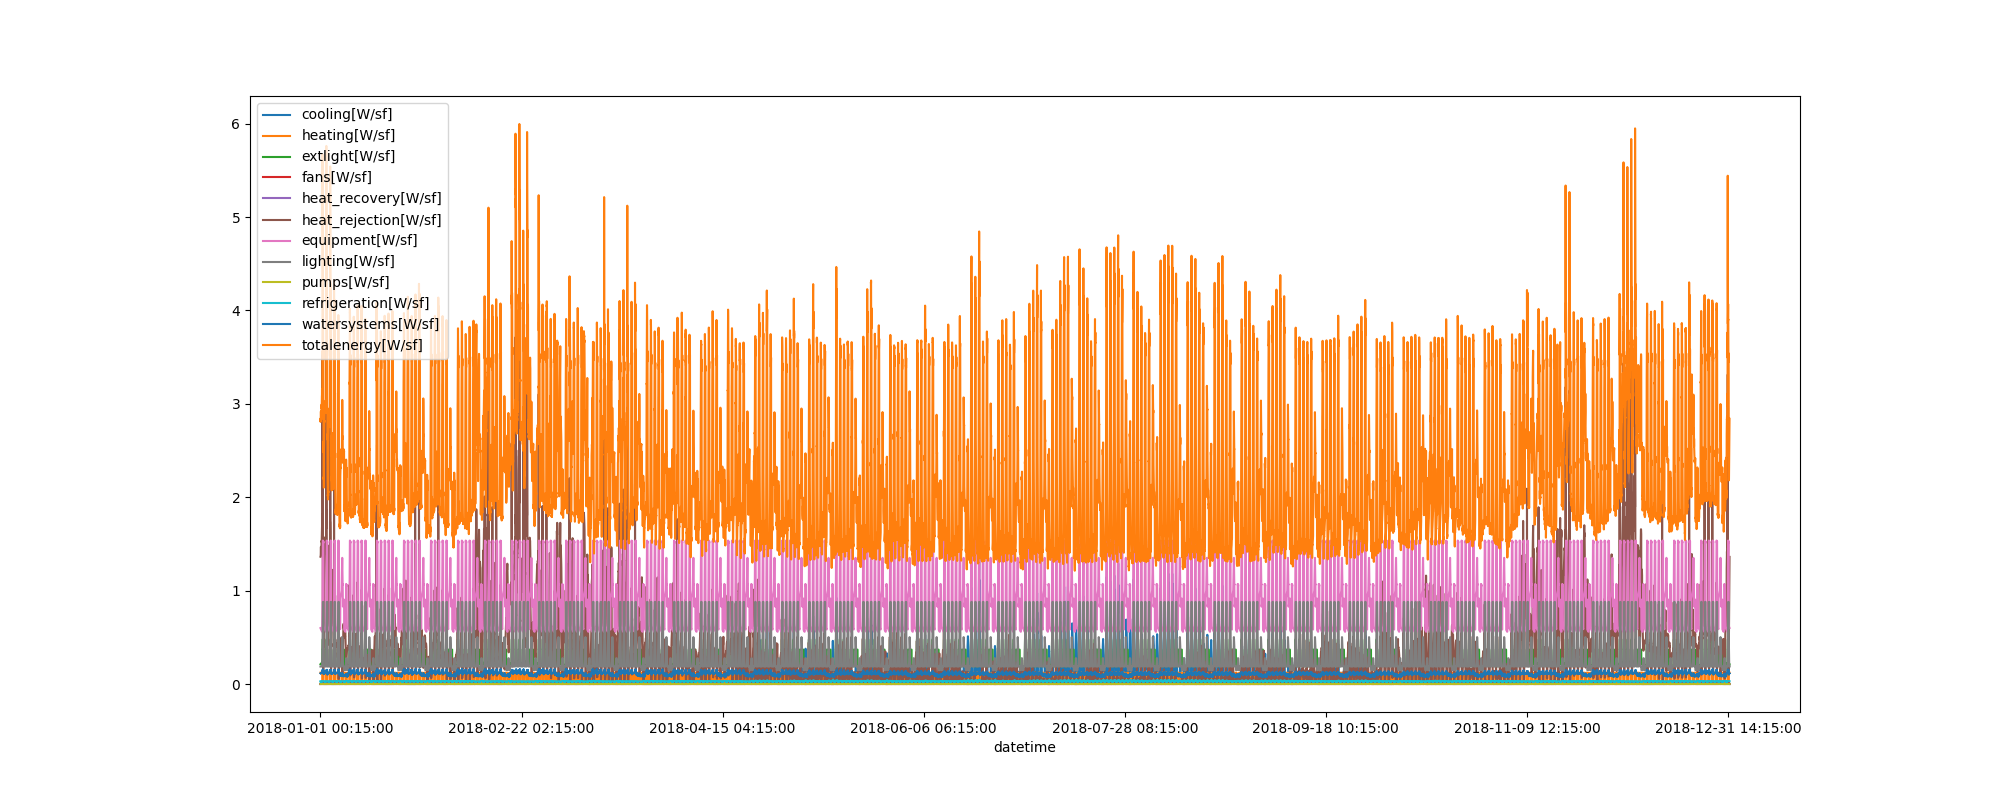 cooling[W/sf]
heating[W/sf]
extlight[W/sf]
fans[W/sf]
heat_recovery[W/sf]
heat_rejection[W/sf]
equipment[W/sf]
lighting[W/sf]
pumps[W/sf]
refrigeration[W/sf]
watersystems[W/sf]
totalenergy[W/sf]
6
5
4
3
2
1
0
2018-01-01 00:15:00 2018-02-22 02:15:00 2018-04-15 04:15:00 2018-06-06 06:15:00 2018-07-28 08:15:00 2018-09-18 10:15:00 2018-11-09 12:15:00 2018-12-31 14:15:00
datetime